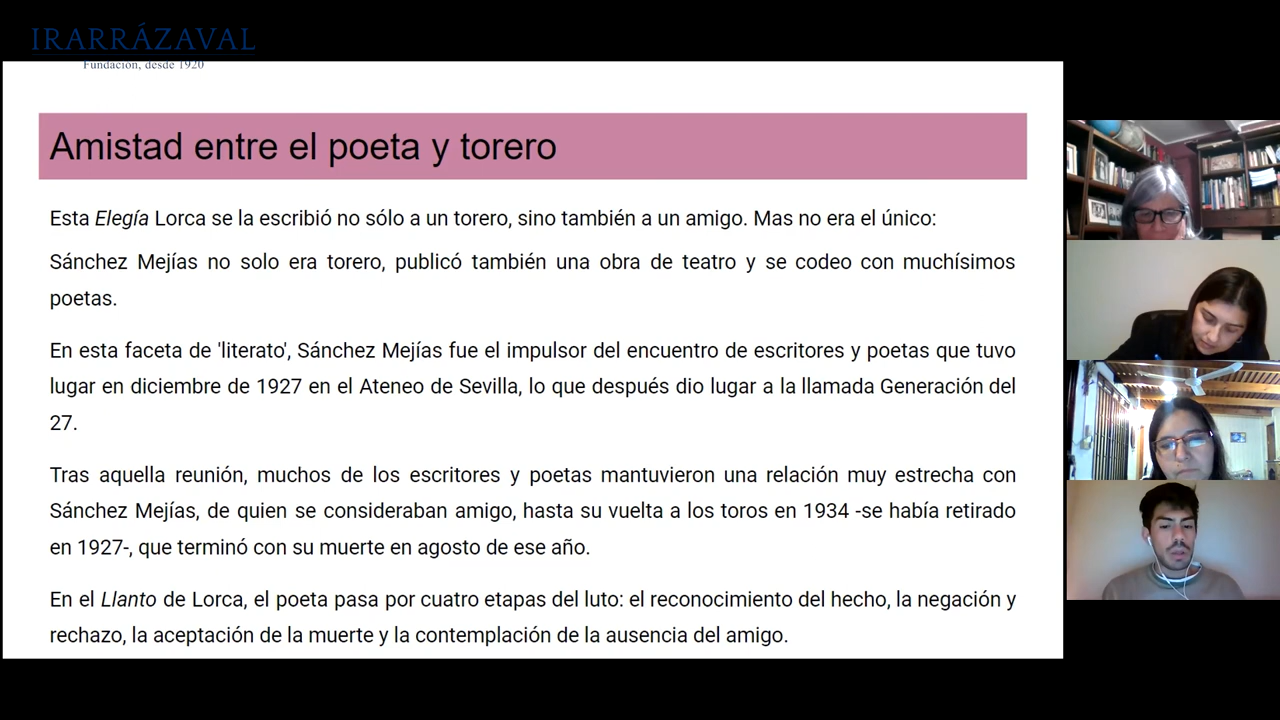 IRARRÁZAVAL
Fundación, desde 1920
Amistad entre el poeta y torero
Esta Elegía Lorca se la escribió no sólo a un torero, sino también a un amigo. Mas no era el único:
Sánchez Mejías no solo era torero, publicó también una obra de teatro y se codeo con muchísimos
poetas.
En esta faceta de 'literato', Sánchez Mejías fue el impulsor del encuentro de escritores y poetas que tuvo
lugar en diciembre de 1927 en el Ateneo de Sevilla, lo que después dio lugar a la llamada Generación del
27.
Tras aquella reunión, muchos de los escritores y poetas mantuvieron una relación muy estrecha con
Sánchez Mejías, de quien se consideraban amigo, hasta su vuelta a los toros en 1934 -se había retirado
en 1927-, que terminó con su muerte en agosto de ese año.
En el Llanto de Lorca, el poeta pasa por cuatro etapas del luto: el reconocimiento del hecho, la negación y
rechazo, la aceptación de la muerte y la contemplación de la ausencia del amigo.